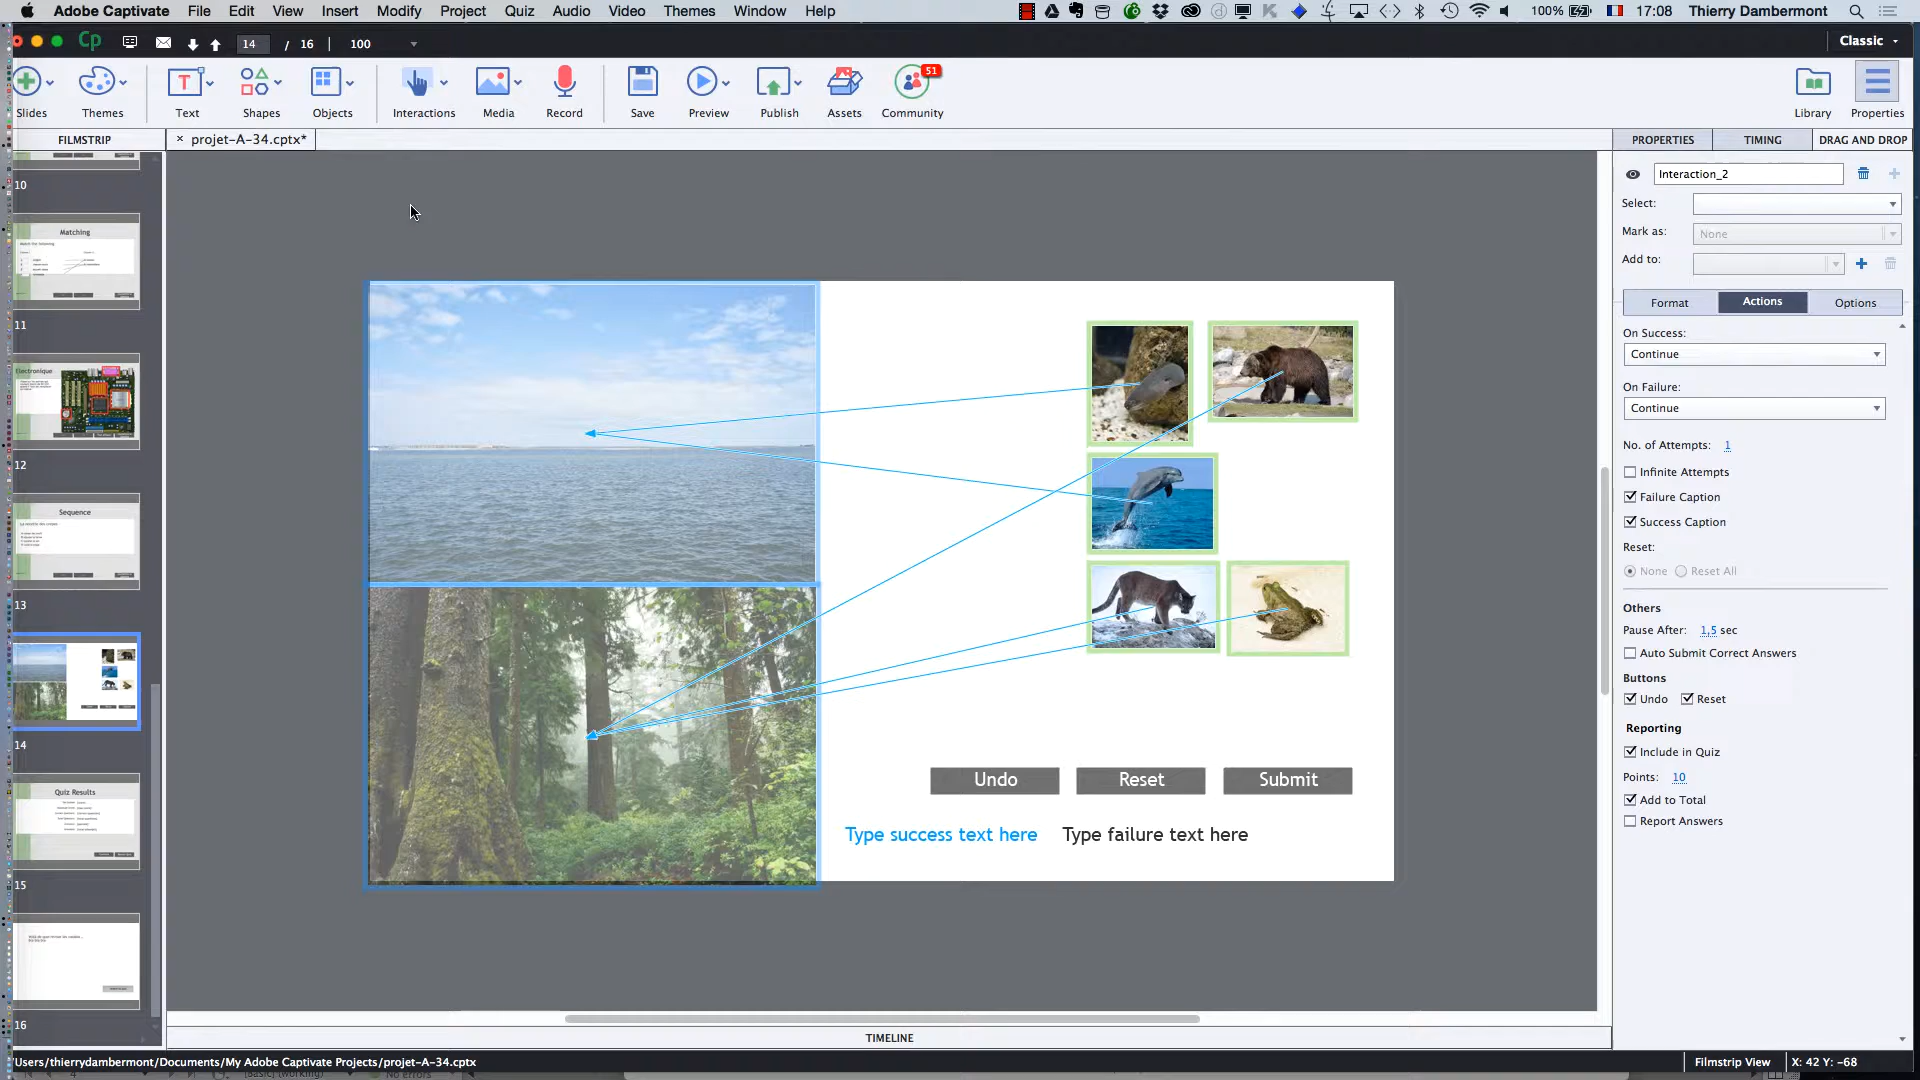 Adobe Captivate File Edit View Insert Modify Project Quiz Audio Video Themes Window Help 100% 17:08 Thierry Dambermont
Cp 14 / 16 100 Classic
Slides Themes Text Shapes Objects Interactions Media Record Save Preview Publish Assets Community 51 Library Properties
FILMSTRIP × projet-A-34.cptx* PROPERTIES TIMING DRAG AND DROP
Interaction_2
Select:
Mark as: None
Add to:
Format Actions Options
On Success:
Continue
On Failure:
Continue
No. of Attempts: 1
Infinite Attempts
Failure Caption
Success Caption
Reset:
None Reset All
Others
Pause After: 1,5 sec
Auto Submit Correct Answers
Buttons
Undo Reset
Reporting
Include in Quiz
Points: 10
Add to Total
Report Answers
10
Matching
11
Electronique
12
Sequence
13
14
Quiz Results
15
16
Undo Reset Submit
Type success text here Type failure text here
TIMELINE
/Users/thierrydambermont/Documents/My Adobe Captivate Projects/projet-A-34.cptx
Filmstrip View X: 42 Y: -68